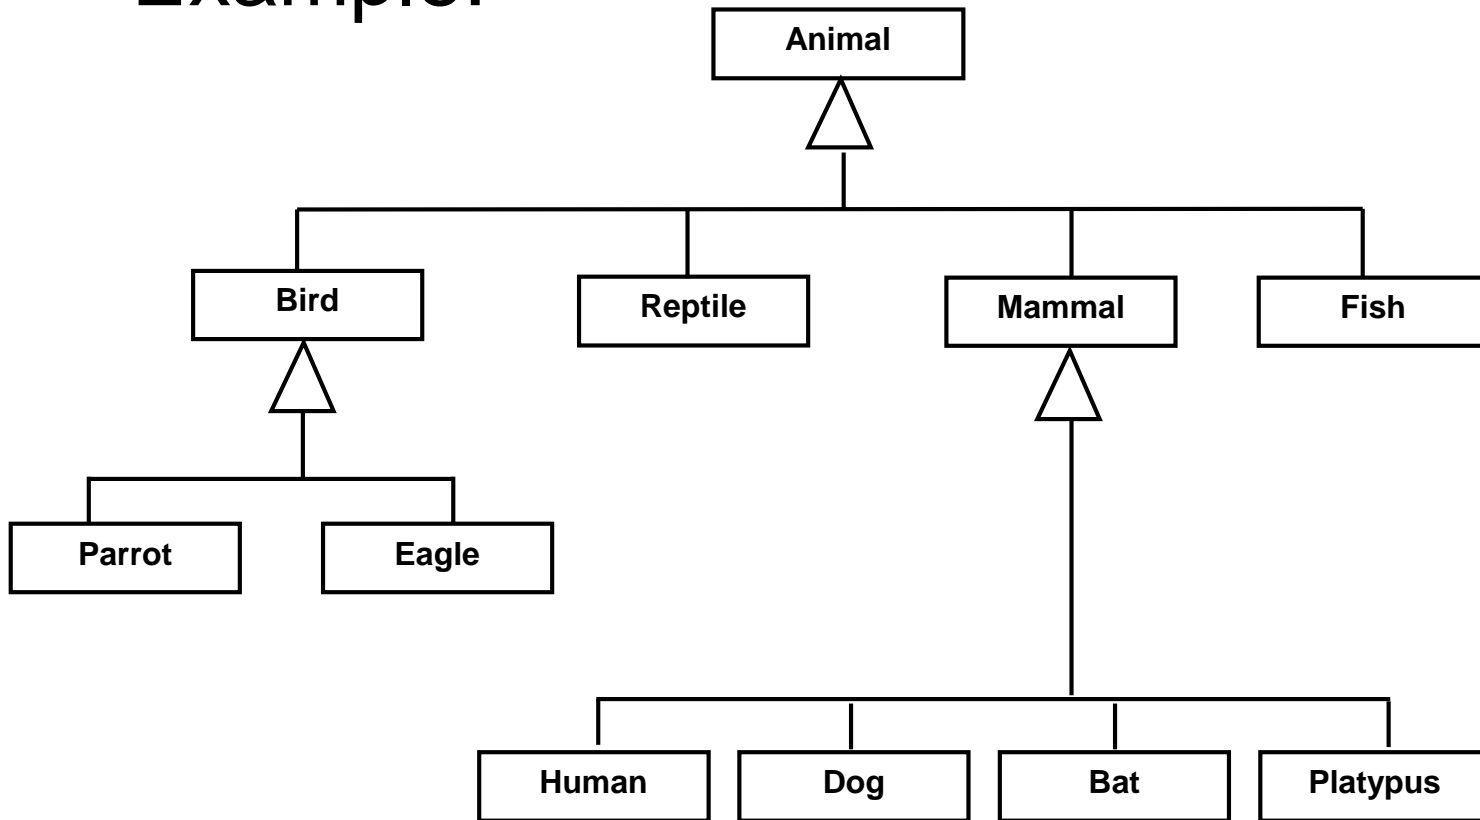 Example:
Animal
Bird
Reptile
Mammal
Fish
Parrot
Eagle
Human
Dog
Bat
Platypus